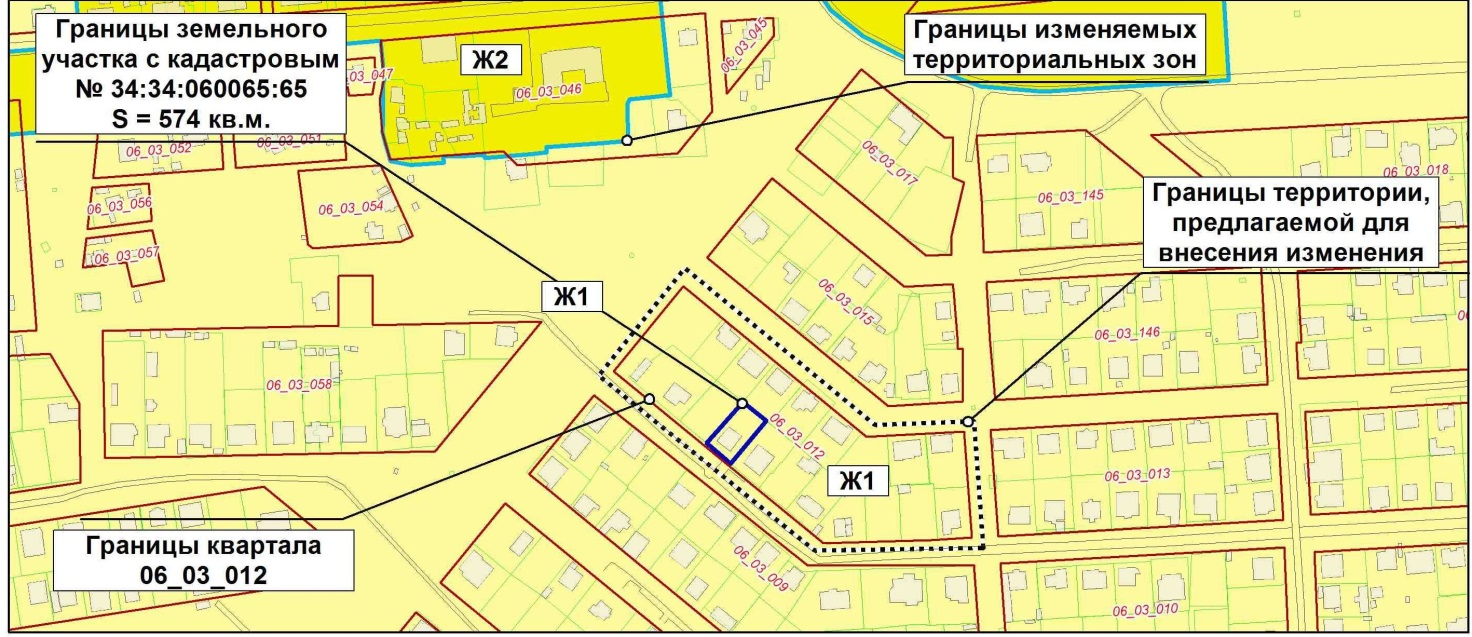 Границы земельного
участка с кадастровым
№ 34:34:060065:65
S = 574 кв.м.
Ж2
Границы изменяемых
территориальных зон
06_03_045
03_047
06_03_046
06_03_052
06_03_051
06_03_017
06_03_018
06_03_145
06_03_056
06_03_054
Границы территории,
предлагаемой для
внесения изменения
06_03_057
Ж1
06_03_015
06_03_146
06_03_058
06_03_012
Ж1
06_03_013
Границы квартала
06_03_012
06_03_009
06_03_010